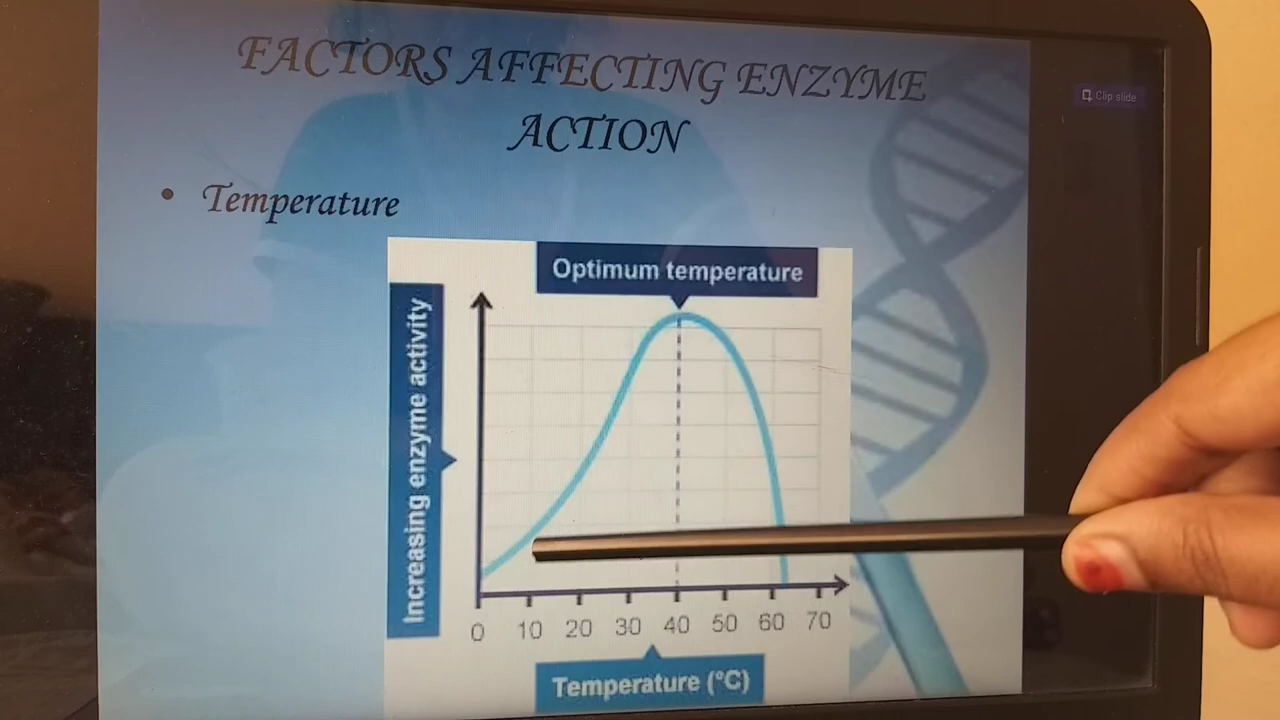 FACTORS AFFECTING ENZYME
ACTION
Clip slide
• Temperature
Optimum temperature
Increasing enzyme activity
0 10 20 30 40 50 60 70
Temperature (°C)